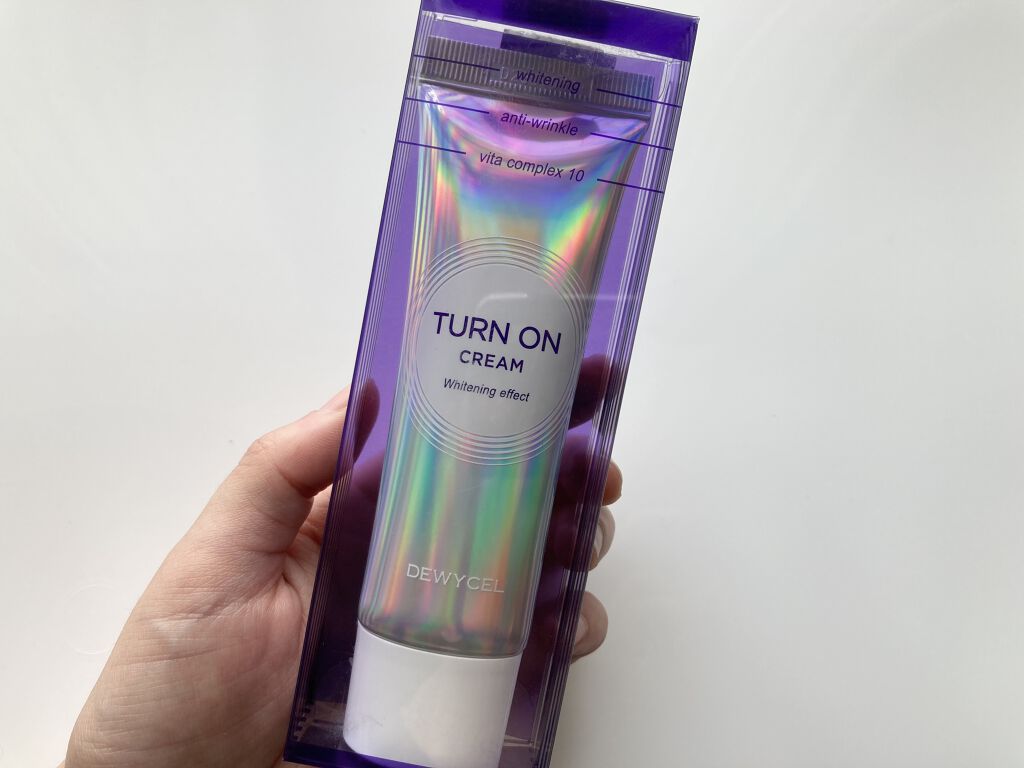 whitening
anti-wrinkle
vita complex 10
TURN ON
CREAM
Whitening effect
DEWYCEL